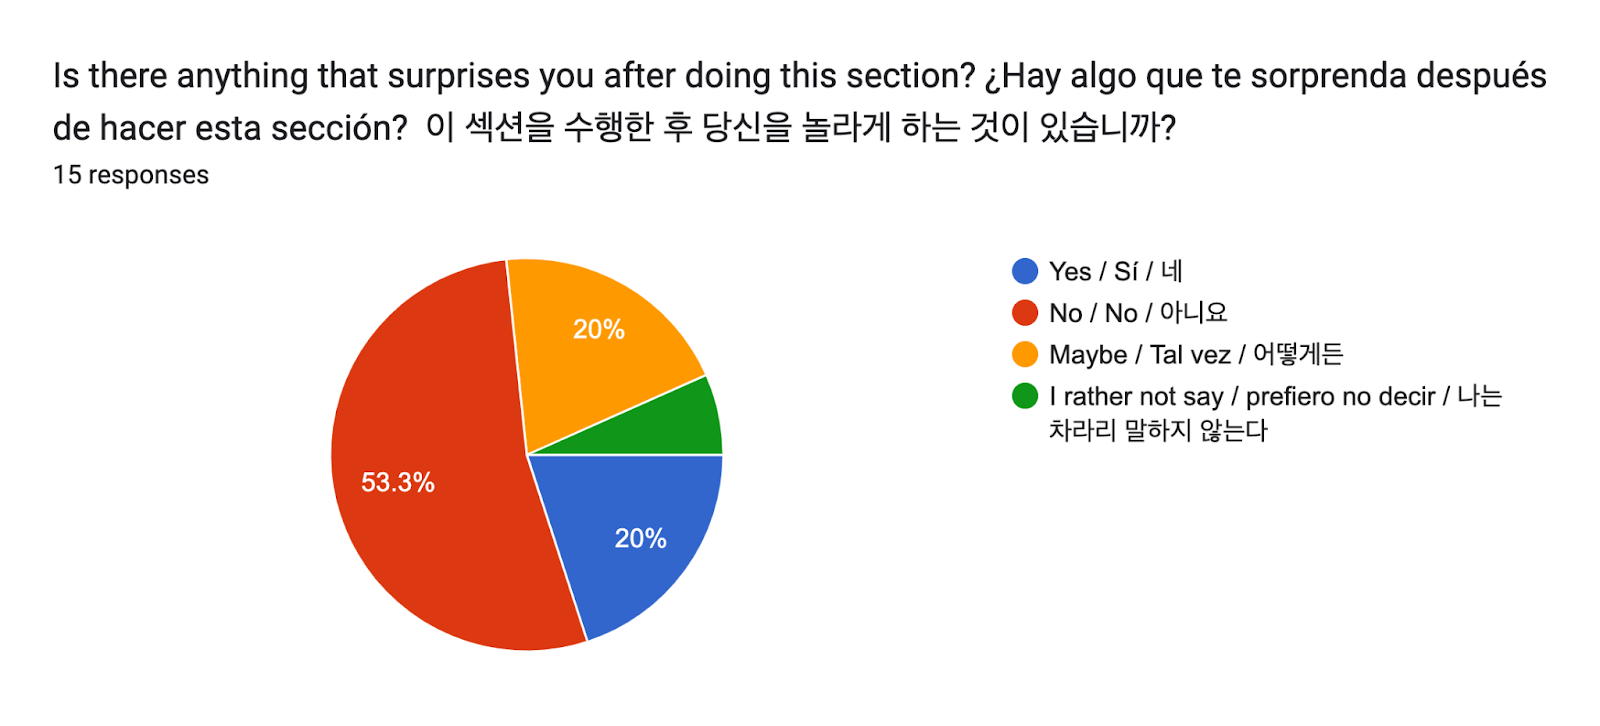 Is there anything that surprises you after doing this section? ¿Hay algo que te sorprenda después
de hacer esta sección? 이 섹션을 수행한 후 당신을 놀라게 하는 것이 있습니까?
15 responses
Yes / Sí / 네
No / No / 아니요
Maybe / Tal vez / 어떻게든
I rather not say / prefiero no decir / 나는
차라리 말하지 않는다
20%
53.3%
20%